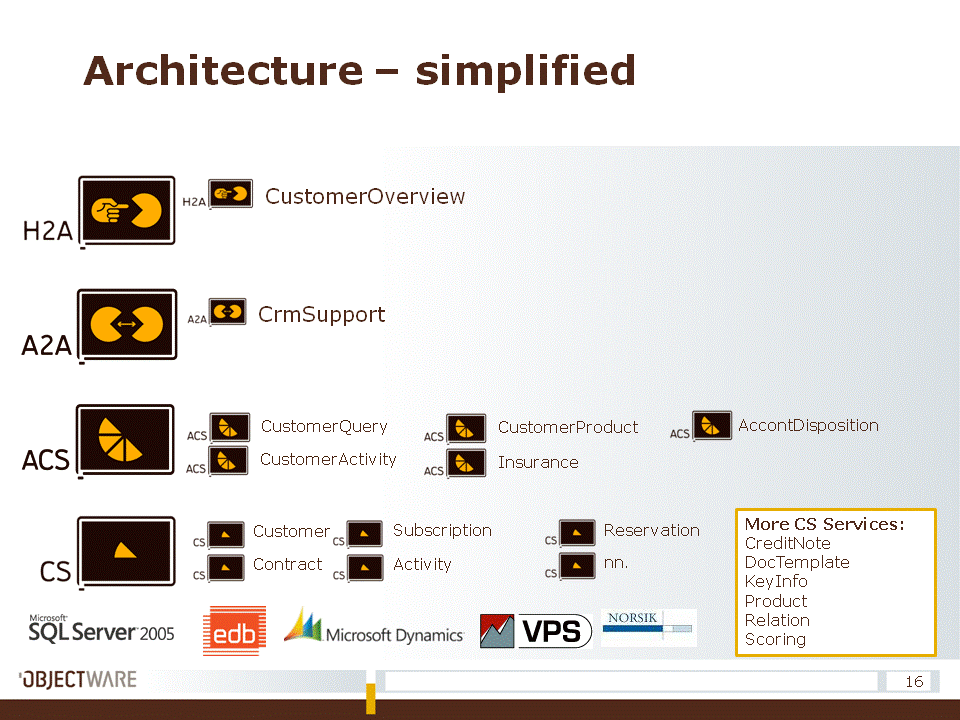 Architecture – simplified
H2A
H2A CustomerOverview
A2A
A2A CrmSupport
ACS
ACS CustomerQuery
ACS CustomerProduct
ACS AccontDisposition
ACS CustomerActivity
ACS Insurance
CS
CS Customer
CS Subscription
CS Reservation
CS Contract
CS Activity
CS nn.
More CS Services:
CreditNote
DocTemplate
KeyInfo
Product
Relation
Scoring
Microsoft
SQL Server 2005
edb
Microsoft Dynamics
VPS
NORSIK
OBJECTWARE
16